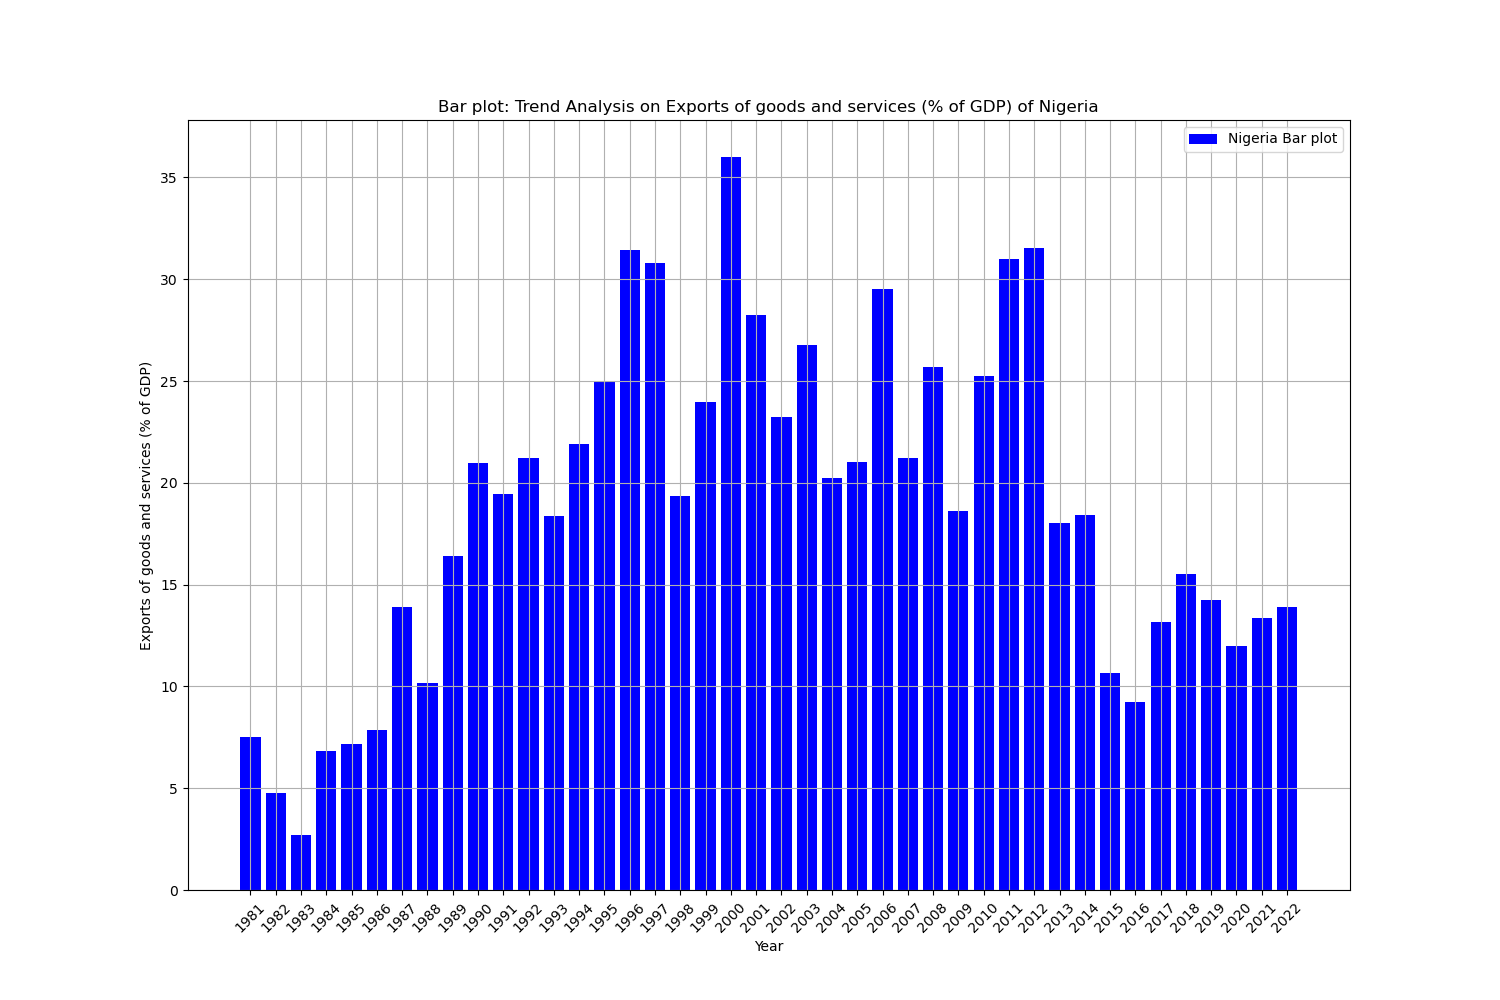 Bar plot: Trend Analysis on Exports of goods and services (% of GDP) of Nigeria
Nigeria Bar plot
Exports of goods and services (% of GDP)
35
30
25
20
15
10
5
0
1981 1982 1983 1984 1985 1986 1987 1988 1989 1990 1991 1992 1993 1994 1995 1996 1997 1998 1999 2000 2001 2002 2003 2004 2005 2006 2007 2008 2009 2010 2011 2012 2013 2014 2015 2016 2017 2018 2019 2020 2021 2022
Year